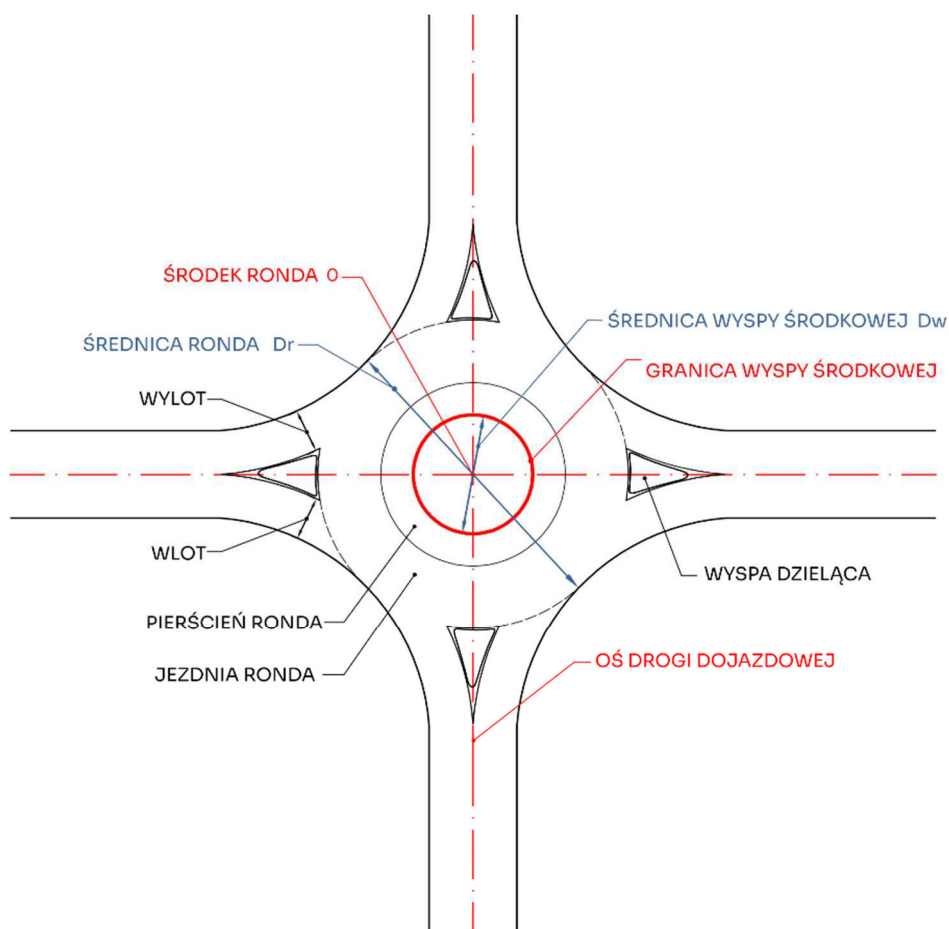 ŚRODEK RONDA 0
ŚREDNICA WYSPY ŚRODKOWEJ Dw
ŚREDNICA RONDA Dr
GRANICA WYSPY ŚRODKOWEJ
WYLOT
WLOT
WYSPA DZIELĄCA
PIERŚCIEŃ RONDA
OŚ DROGI DOJAZDOWEJ
JEZDNIA RONDA